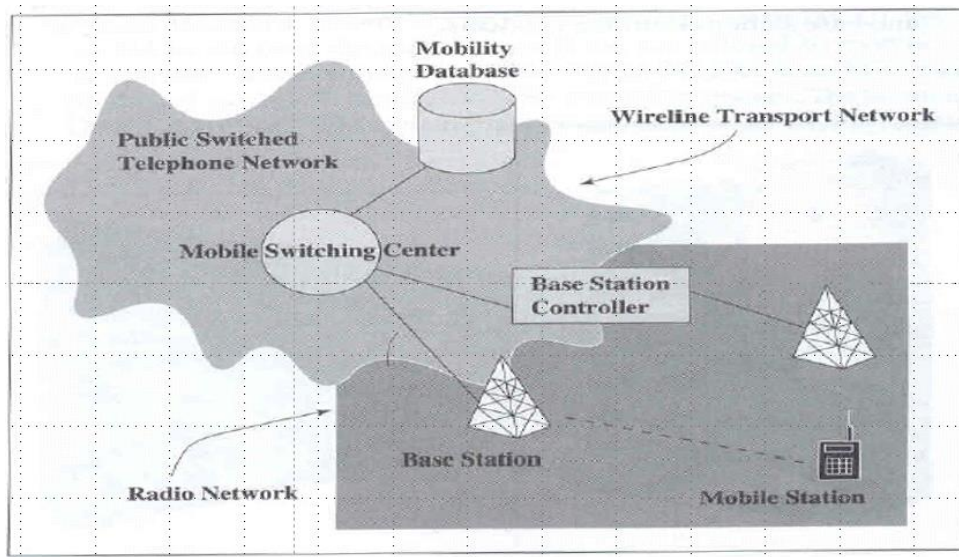 Mobility
Database
Wireline Transport Network
Public Switched
Telephone Network
Mobile Switching Center
Base Station
Controller
Base Station
Radio Network
Mobile Station